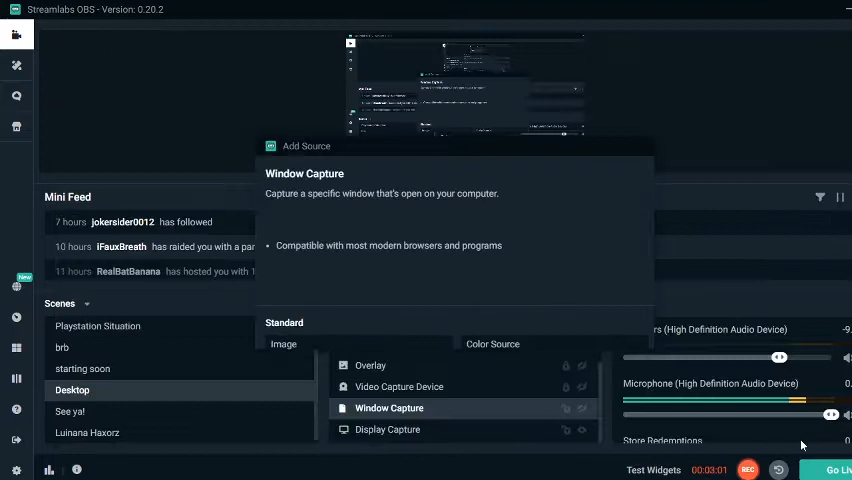 Streamlabs OBS - Version: 0.20.2
Add Source
Window Capture
Capture a specific window that's open on your computer.
Compatible with most modern browsers and programs
Standard
Image
Color Source
Mini Feed
7 hours jokersider0012 has followed
10 hours iFauxBreath has raided you with a par
11 hours RealBatBanana has hosted you with 1
New
Scenes
Playstation Situation
brb
starting soon
Desktop
See ya!
Luinana Haxorz
Overlay
Video Capture Device
Window Capture
Display Capture
rs (High Definition Audio Device)
-9.
Microphone (High Definition Audio Device)
0.
Store Redemptions
0
Test Widgets
00:03:01
REC
Go Liv